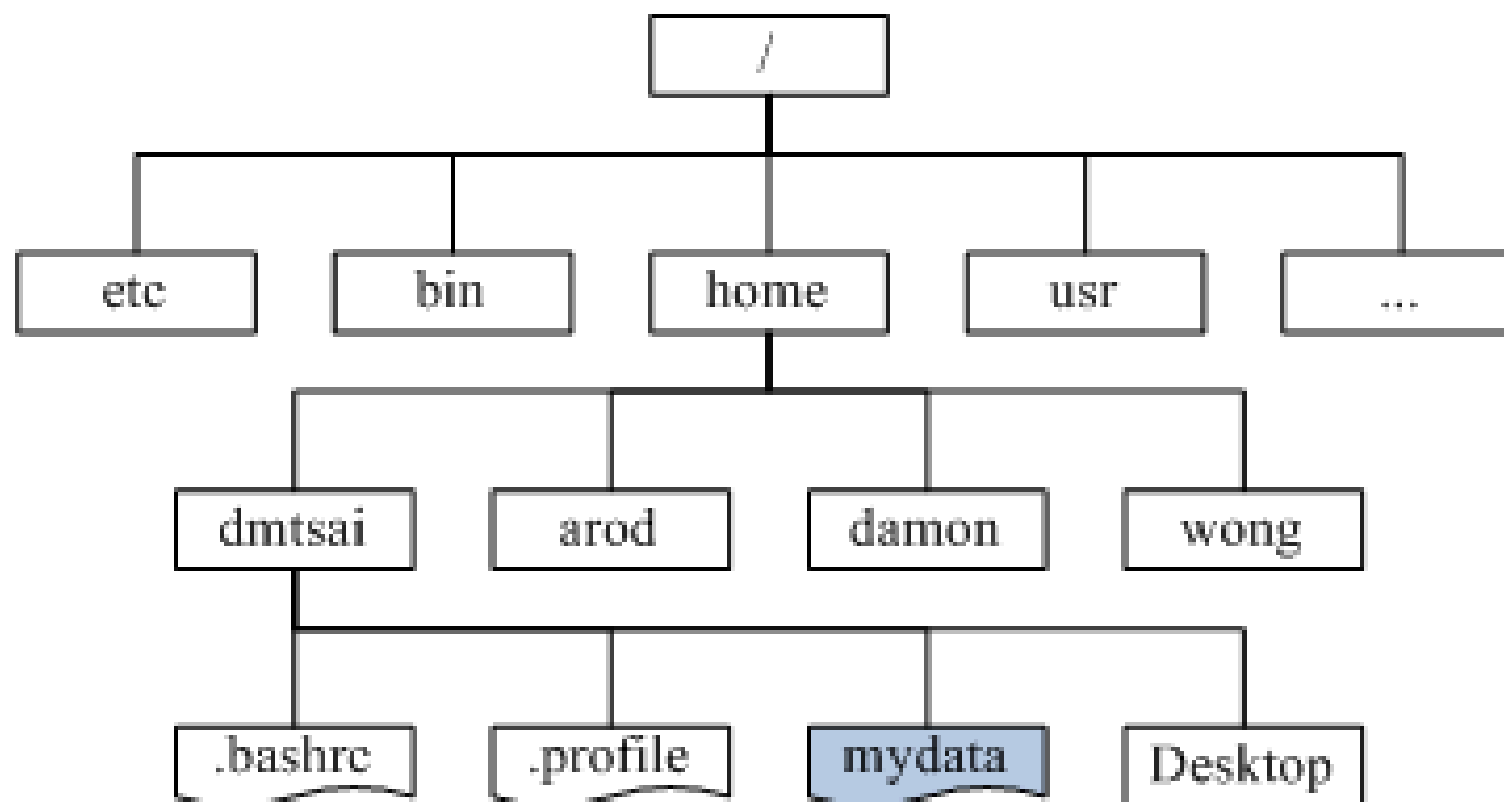 /
etc bin home usr ...
dmtsai arod damon wong
.bashrc .profile mydata Desktop